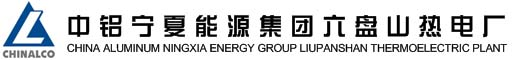 中铝宁夏能源集团六盘山热电厂
CHINA ALUMINUM NINGXIA ENERGY GROUP LIUPANSHAN THERMOELECTRIC PLANT
CHINALCO